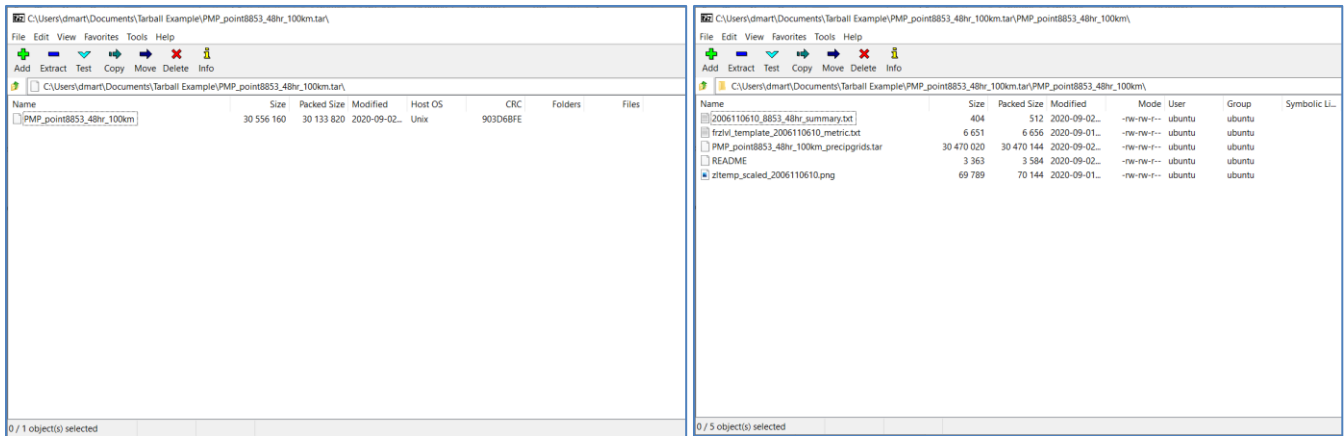 C:\Users\dmart\Documents\Tarball Example\PMP_point8853_48hr_100km.tar\
File Edit View Favorites Tools Help
Add Extract Test Copy Move Delete Info
C:\Users\dmart\Documents\Tarball Example\PMP_point8853_48hr_100km.tar\
Name Size Packed Size Modified Host OS CRC Folders Files
PMP_point8853_48hr_100km 30 556 160 30 133 820 2020-09-02... Unix 903D6BFE
0 / 1 object(s) selected
C:\Users\dmart\Documents\Tarball Example\PMP_point8853_48hr_100km.tar\PMP_point8853_48hr_100km\
File Edit View Favorites Tools Help
Add Extract Test Copy Move Delete Info
C:\Users\dmart\Documents\Tarball Example\PMP_point8853_48hr_100km.tar\PMP_point8853_48hr_100km\
Name Size Packed Size Modified Mode User Group Symbolic Li...
2006110610_8853_48hr_summary.txt 404 512 2020-09-02... -rw-rw-r-- ubuntu ubuntu
frzlvl_template_2006110610_metric.txt 6 651 6 656 2020-09-01... -rw-rw-r-- ubuntu ubuntu
PMP_point8853_48hr_100km_precipgrids.tar 30 470 020 30 470 144 2020-09-02... -rw-rw-r-- ubuntu ubuntu
README 3 363 3 584 2020-09-02... -rw-rw-r-- ubuntu ubuntu
zltemp_scaled_2006110610.png 69 789 70 144 2020-09-01... -rw-rw-r-- ubuntu ubuntu
0 / 5 object(s) selected